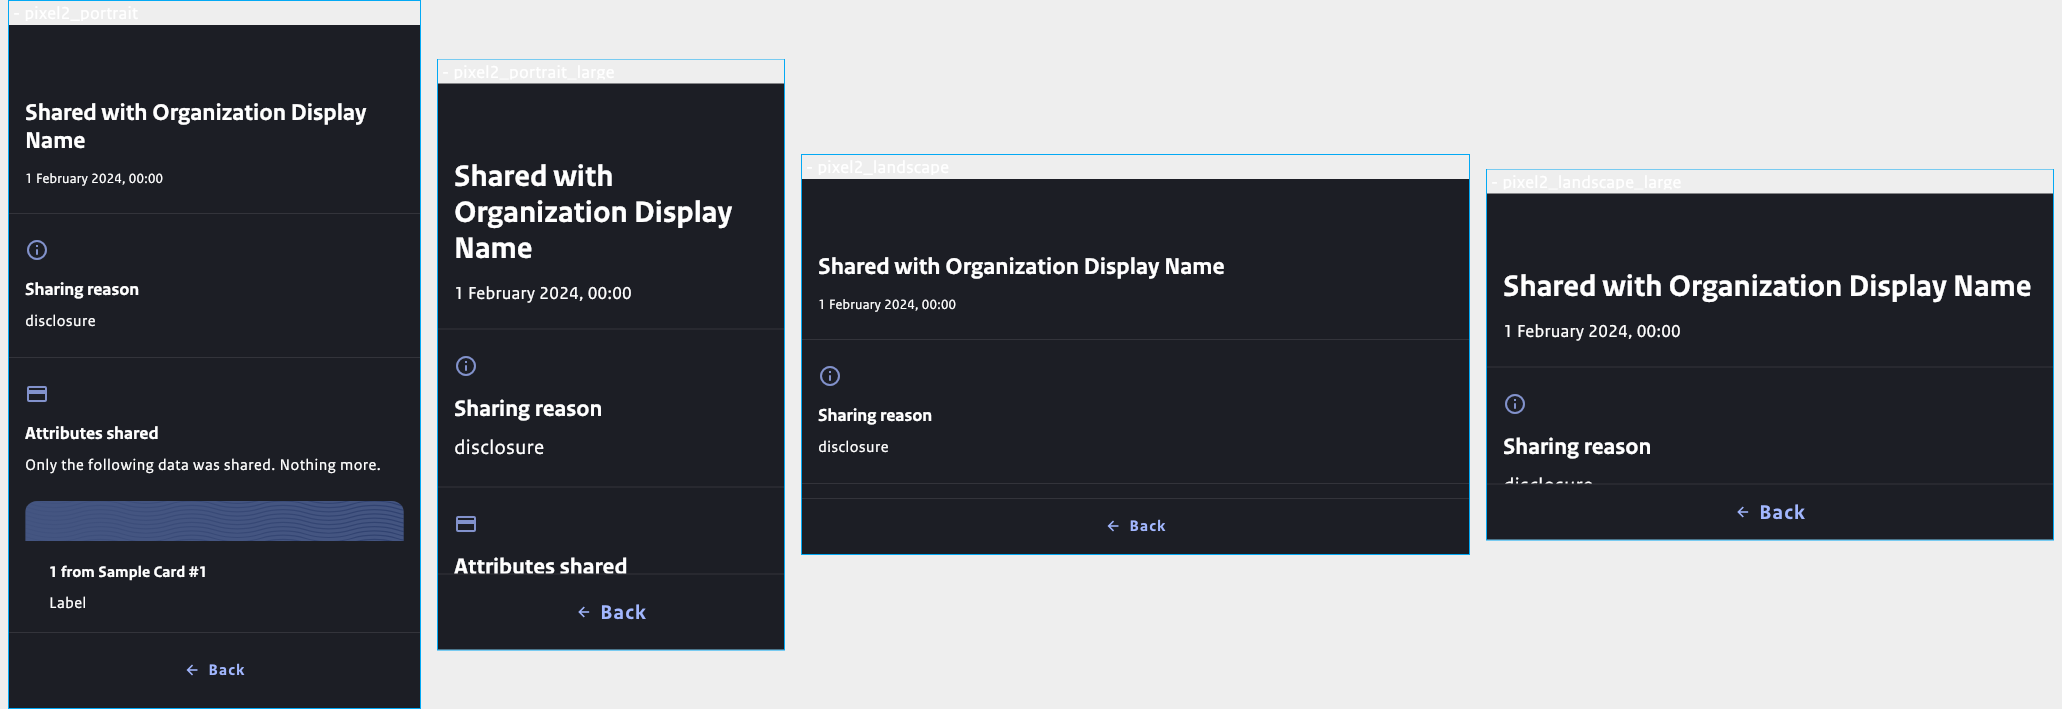 - pixel2_portrait
Shared with Organization Display
Name
1 February 2024, 00:00
Sharing reason
disclosure
Attributes shared
Only the following data was shared. Nothing more.
1 from Sample Card #1
Label
← Back
- pixel2_portrait_large
Shared with
Organization Display
Name
1 February 2024, 00:00
Sharing reason
disclosure
Attributes shared
← Back
- pixel2_landscape
Shared with Organization Display Name
1 February 2024, 00:00
Sharing reason
disclosure
← Back
- pixel2_landscape_large
Shared with Organization Display Name
1 February 2024, 00:00
Sharing reason
disclosure
← Back